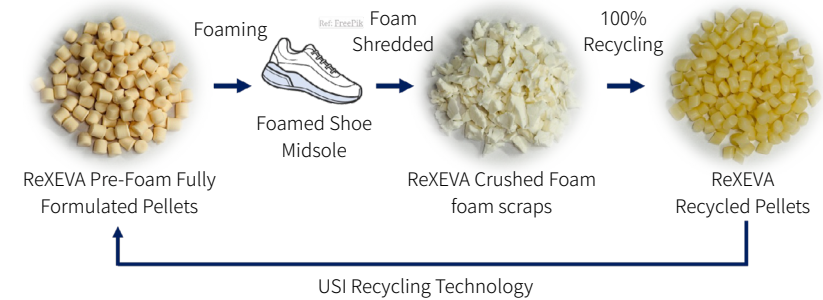 Foaming
Ref: FreePik
Foam
Shredded
100%
Recycling
Foamed Shoe
Midsole
ReXEVA Pre-Foam Fully
Formulated Pellets
ReXEVA Crushed Foam
foam scraps
ReXEVA
Recycled Pellets
USI Recycling Technology